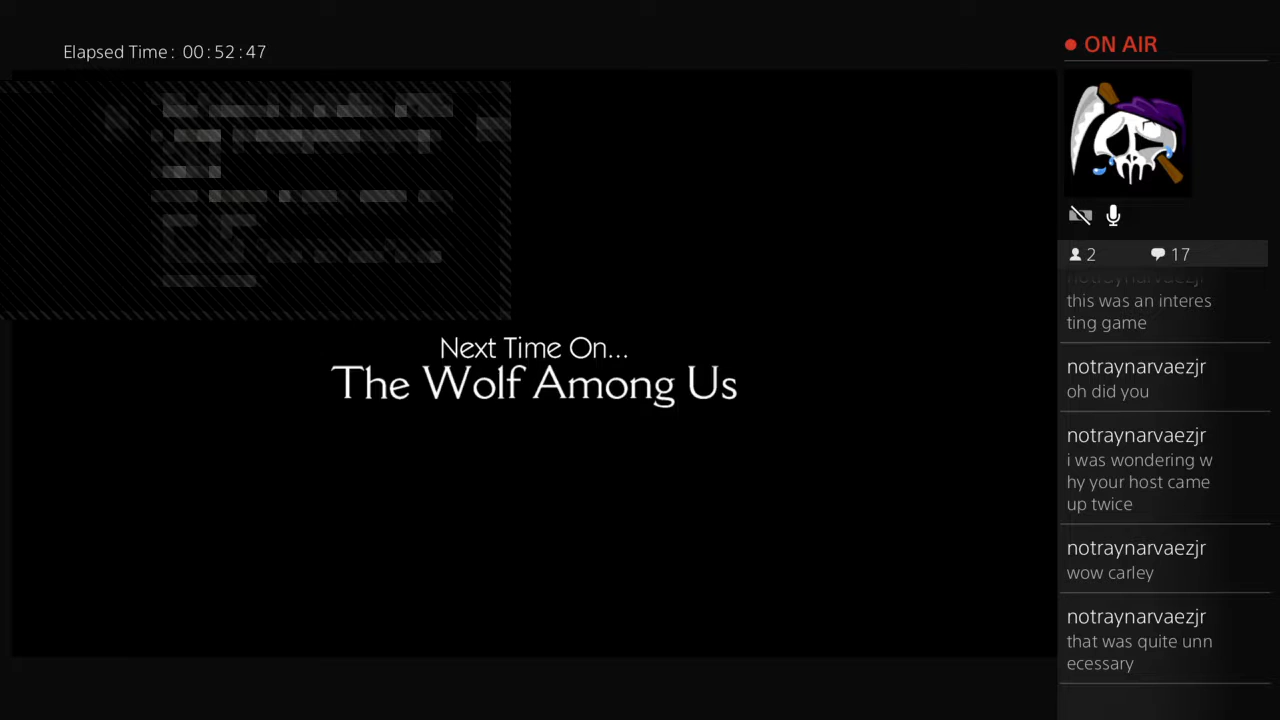 Elapsed Time: 00:52:47
ON AIR
2 17
Next Time On...
The Wolf Among Us
notraynarvaezjr
this was an interes
ting game
notraynarvaezjr
oh did you
notraynarvaezjr
i was wondering w
hy your host came
up twice
notraynarvaezjr
wow carley
notraynarvaezjr
that was quite unn
ecessary